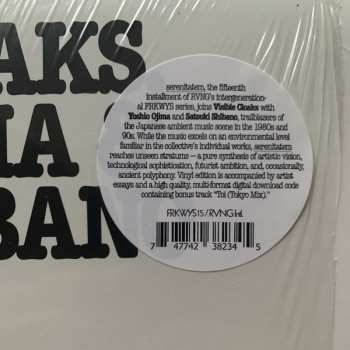 AKS
IA
BAN
serenitatem, the fifteenth
installment of RVNG's intergeneration-
al FRKWYS series, joins Visible Cloaks with
Yoshio Ojima and Satsuki Shibano, trailblazers of
the Japanese ambient music scene in the 1980s and
90s. While the music exists on an environmental level
familiar in the collective's individual works, serenitatem
reaches unseen stratums – a pure synthesis of artistic vision,
technological sophistication, futurist ambition, and, occasionally,
ancient polyphony. Vinyl edition is accompanied by artist
essays and a high quality, multi-format digital download code
containing bonus track "Toi (Tokyo Mix)."
FRKWYS15/RVNG Intl.
7 47742 38234 5